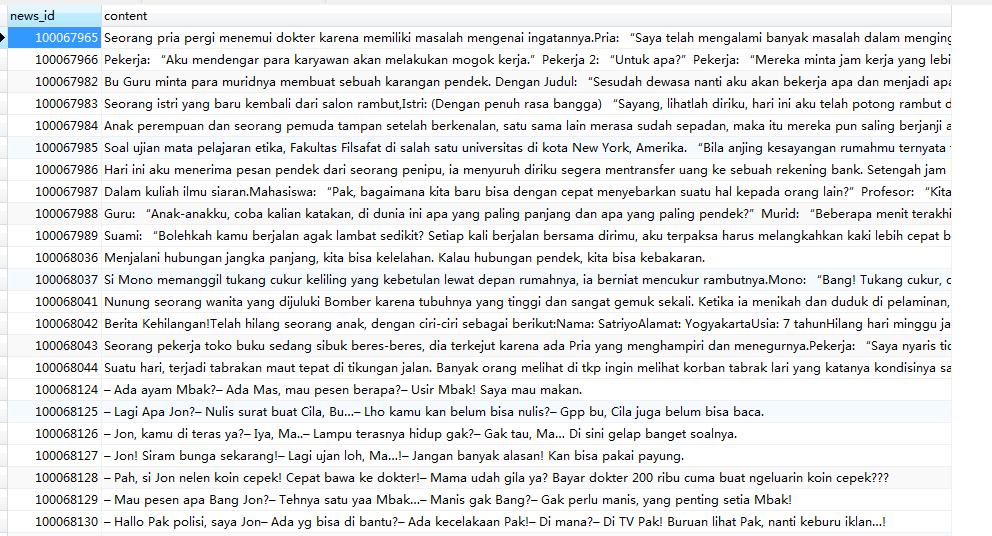 news_id content
100067965 Seorang pria pergi menemui dokter karena memiliki masalah mengenai ingatannya.Pria: “Saya telah mengalami banyak masalah dalam menging
100067966 Pekerja: “Aku mendengar para karyawan akan melakukan mogok kerja.” Pekerja 2: “Untuk apa?” Pekerja: “Mereka minta jam kerja yang lebi
100067982 Bu Guru minta para muridnya membuat sebuah karangan pendek. Dengan Judul: “Sesudah dewasa nanti aku akan bekerja apa dan menjadi apa
100067983 Seorang istri yang baru kembali dari salon rambut,Istri: (Dengan penuh rasa bangga) “Sayang, lihatlah diriku, hari ini aku telah potong rambut d
100067984 Anak perempuan dan seorang pemuda tampan setelah berkenalan, satu sama lain merasa sudah sepadan, maka itu mereka pun saling berjanji a
100067985 Soal ujian mata pelajaran etika, Fakultas Filsafat di salah satu universitas di kota New York, Amerika. “Bila anjing kesayangan rumahmu ternyata
100067986 Hari ini aku menerima pesan pendek dari seorang penipu, ia menyuruh diriku segera mentransfer uang ke sebuah rekening bank. Setengah jam
100067987 Dalam kuliah ilmu siaran.Mahasiswa: “Pak, bagaimana kita baru bisa dengan cepat menyebarkan suatu hal kepada orang lain?” Profesor: “Kita
100067988 Guru: “Anak-anakku, coba kalian katakan, di dunia ini apa yang paling panjang dan apa yang paling pendek?” Murid: “Beberapa menit terakhi
100067989 Suami: “Bolehkah kamu berjalan agak lambat sedikit? Setiap kali berjalan bersama dirimu, aku terpaksa harus melangkahkan kaki lebih cepat b
100068036 Menjalani hubungan jangka panjang, kita bisa kelelahan. Kalau hubungan pendek, kita bisa kebakaran.
100068037 Si Mono memanggil tukang cukur keliling yang kebetulan lewat depan rumahnya, ia berniat mencukur rambutnya.Mono: “Bang! Tukang cukur,
100068041 Nunung seorang wanita yang dijuluki Bomber karena tubuhnya yang tinggi dan sangat gemuk sekali. Ketika ia menikah dan duduk di pelaminan,
100068042 Berita Kehilangan!Telah hilang seorang anak, dengan ciri-ciri sebagai berikut:Nama: SatriyoAlamat: YogyakartaUsia: 7 tahunHilang hari minggu ja
100068043 Seorang pekerja toko buku sedang sibuk beres-beres, dia terkejut karena ada Pria yang menghampiri dan menegurnya.Pekerja: “Saya nyaris tid
100068044 Suatu hari, terjadi tabrakan maut tepat di tikungan jalan. Banyak orang melihat di tkp ingin melihat korban tabrak lari yang katanya kondisinya sa
100068124 – Ada ayam Mbak?– Ada Mas, mau pesen berapa?– Usir Mbak! Saya mau makan.
100068125 – Lagi Apa Jon?– Nulis surat buat Cila, Bu...– Lho kamu kan belum bisa nulis?– Gpp bu, Cila juga belum bisa baca.
100068126 – Jon, kamu di teras ya?– Iya, Ma..– Lampu terasnya hidup gak?– Gak tau, Ma... Di sini gelap banget soalnya.
100068127 – Jon! Siram bunga sekarang!– Lagi ujan loh, Ma...!– Jangan banyak alasan! Kan bisa pakai payung.
100068128 – Pah, si Jon nelen koin cepek! Cepat bawa ke dokter!– Mama udah gila ya? Bayar dokter 200 ribu cuma buat ngeluarin koin cepek???
100068129 – Mau pesen apa Bang Jon?– Tehnya satu yaa Mbak...– Manis gak Bang?– Gak perlu manis, yang penting setia Mbak!
100068130 – Hallo Pak polisi, saya Jon– Ada yg bisa di bantu?– Ada kecelakaan Pak!– Di mana?– Di TV Pak! Buruan lihat Pak, nanti keburu iklan...!